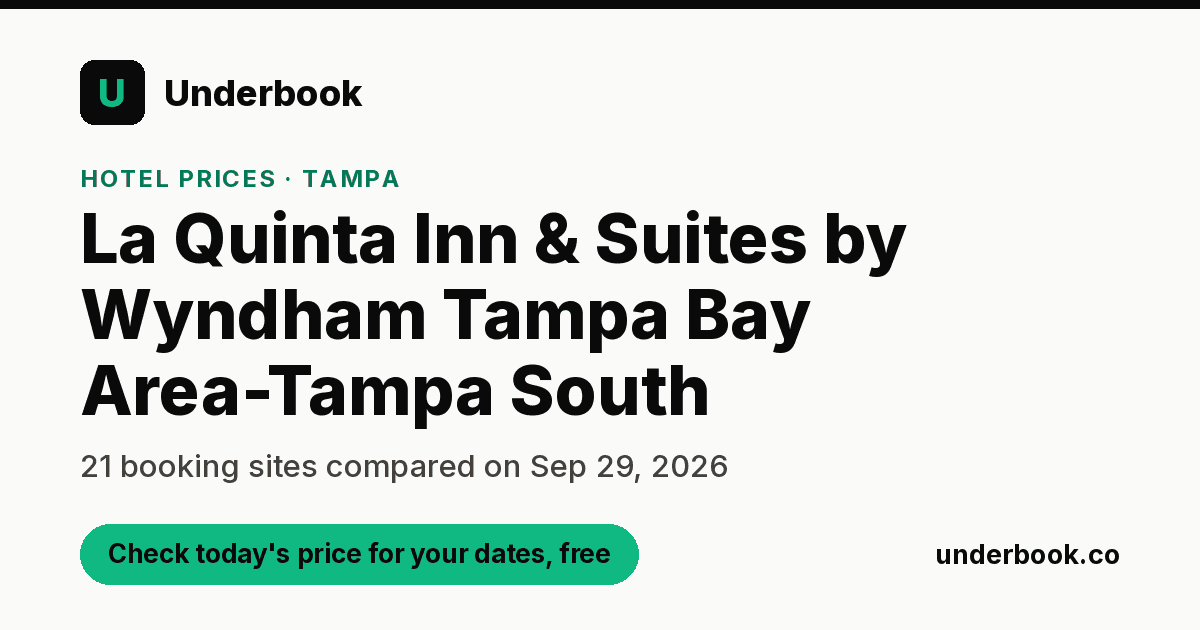 U Underbook
HOTEL PRICES · TAMPA
La Quinta Inn & Suites by
Wyndham Tampa Bay
Area-Tampa South
21 booking sites compared on Sep 29, 2026
Check today's price for your dates, free
underbook.co